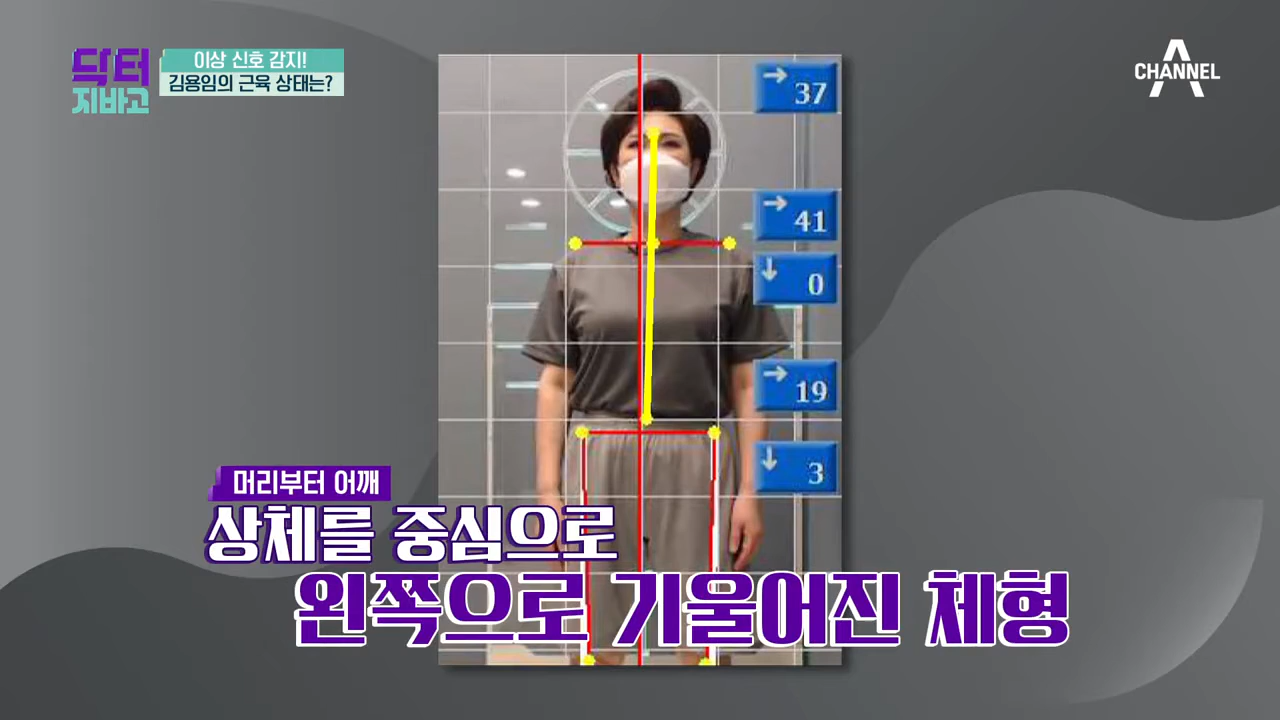 닥터
지바고
이상 신호 감지!
김용임의 근육 상태는?
CHANNEL A
→ 37
→ 41
↓ 0
→ 19
↓ 3
머리부터 어깨
상체를 중심으로
왼쪽으로 기울어진 체형